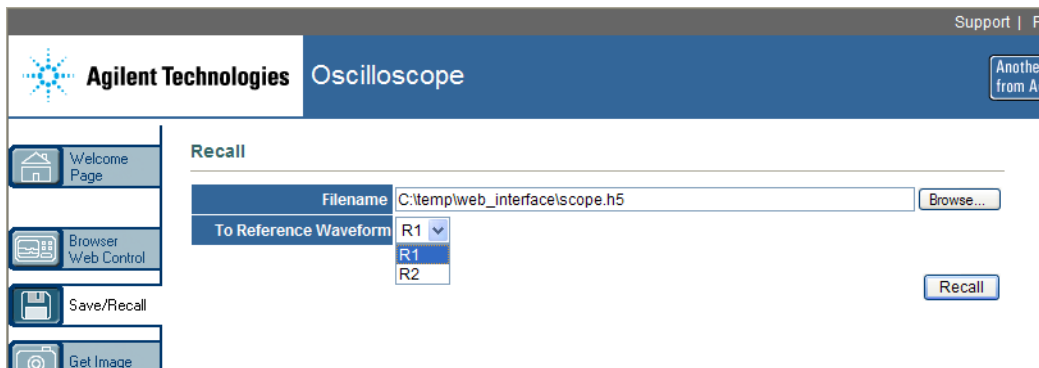 Support |
Agilent Technologies
Oscilloscope
from
Welcome
Page
Recall
Filename C:\temp\web_interface\scope.h5 Browse...
To Reference Waveform R1
R1
R2
Browser
Web Control
Recall
Save/Recall
Get Image